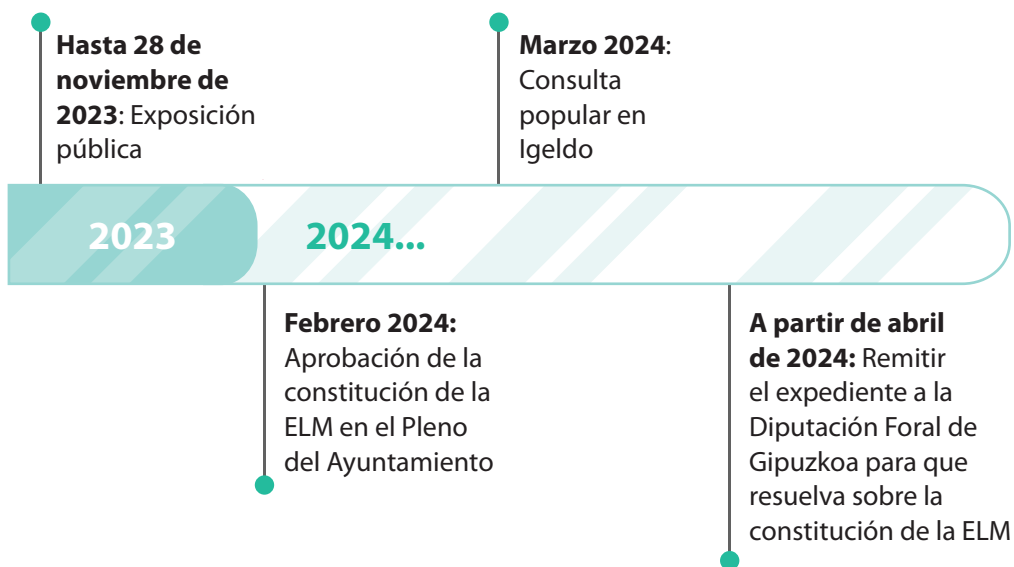 Hasta 28 de
noviembre de
2023: Exposición
pública
Marzo 2024:
Consulta
popular en
Igeldo
2023
2024...
Febrero 2024:
Aprobación de la
constitución de la
ELM en el Pleno
del Ayuntamiento
A partir de abril
de 2024: Remitir
el expediente a la
Diputación Foral de
Gipuzkoa para que
resuelva sobre la
constitución de la ELM